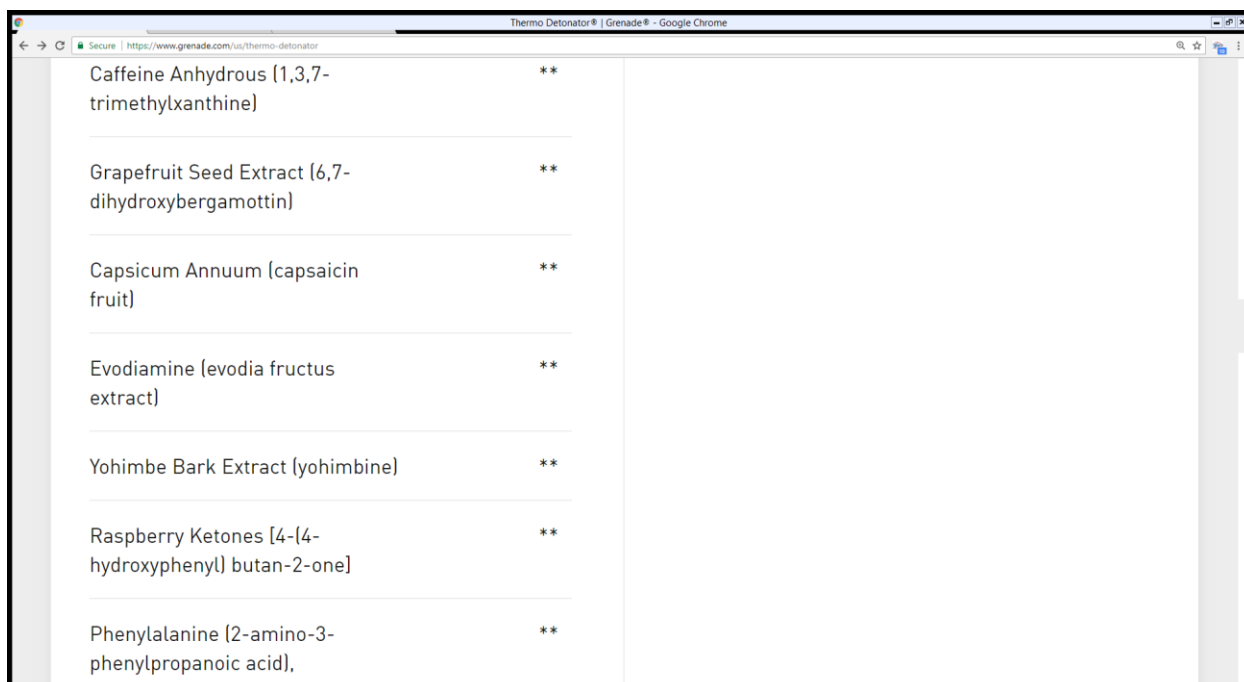 Thermo Detonator® | Grenade® - Google Chrome
Secure | https://www.grenade.com/us/thermo-detonator
Caffeine Anhydrous (1,3,7- **
trimethylxanthine)
Grapefruit Seed Extract (6,7- **
dihydroxybergamottin)
Capsicum Annuum (capsaicin **
fruit)
Evodiamine (evodia fructus **
extract)
Yohimbe Bark Extract (yohimbine) **
Raspberry Ketones [4-(4- **
hydroxyphenyl) butan-2-one]
Phenylalanine (2-amino-3- **
phenylpropanoic acid),